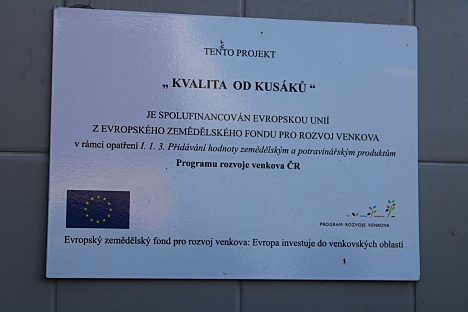 TENTO PROJEKT
„ KVALITA OD KUSÁKŮ “
JE SPOLUFINANCOVÁN EVROPSKOU UNIÍ
Z EVROPSKÉHO ZEMĚDĚLSKÉHO FONDU PRO ROZVOJ VENKOVA
v rámci opatření I. 1. 3. Přidávání hodnoty zemědělským a potravinářským produktům
Programu rozvoje venkova ČR
PROGRAM ROZVOJE VENKOVA
Evropský zemědělský fond pro rozvoj venkova: Evropa investuje do venkovských oblastí